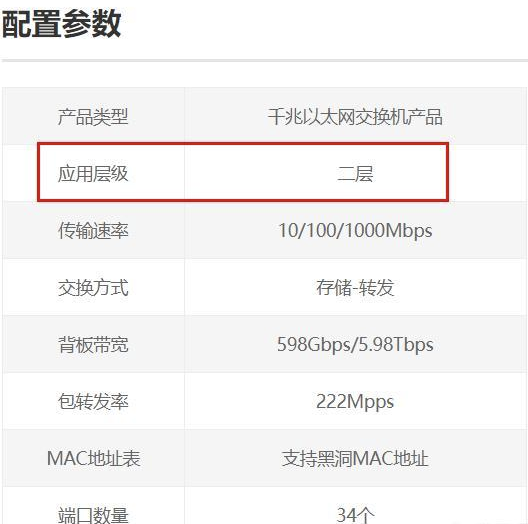 配置参数
产品类型 千兆以太网交换机产品
应用层级 二层
传输速率 10/100/1000Mbps
交换方式 存储-转发
背板带宽 598Gbps/5.98Tbps
包转发率 222Mpps
MAC地址表 支持黑洞MAC地址
端口数量 34个